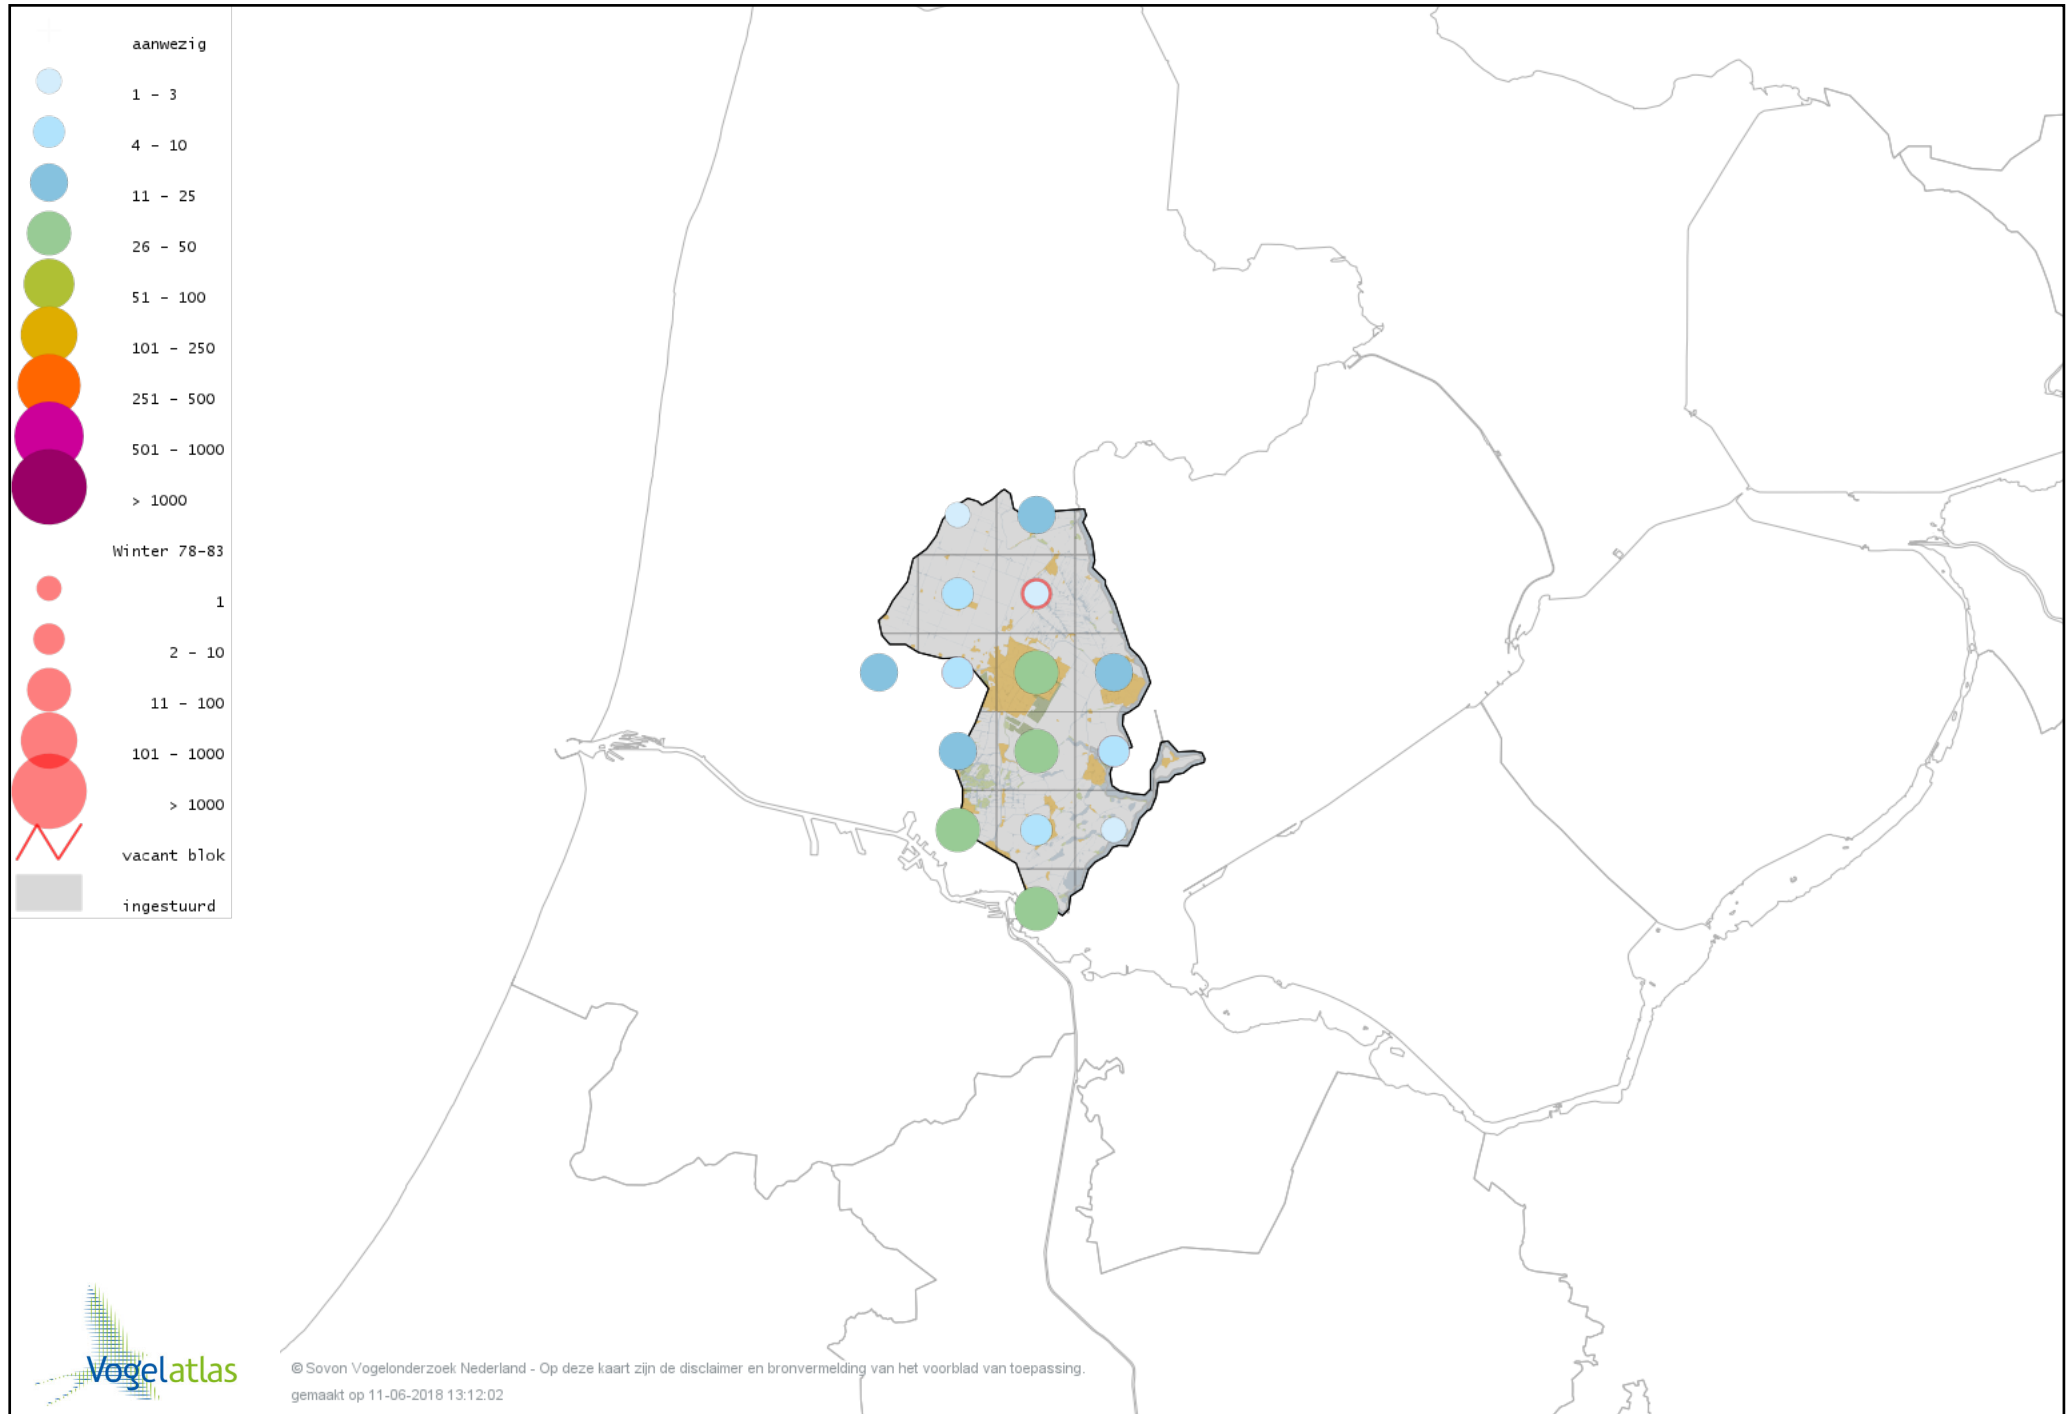 aanwezig
1 – 3
4 – 10
11 – 25
26 – 50
51 – 100
101 – 250
251 – 500
501 – 1000
> 1000
Winter 78-83
1
2 – 10
11 – 100
101 – 1000
> 1000
vacant blok
ingestuurd
Vogelatlas
© Sovon Vogelonderzoek Nederland - Op deze kaart zijn de disclaimer en bronvermelding van het voorblad van toepassing.
gemaakt op 11-06-2018 13:12:02